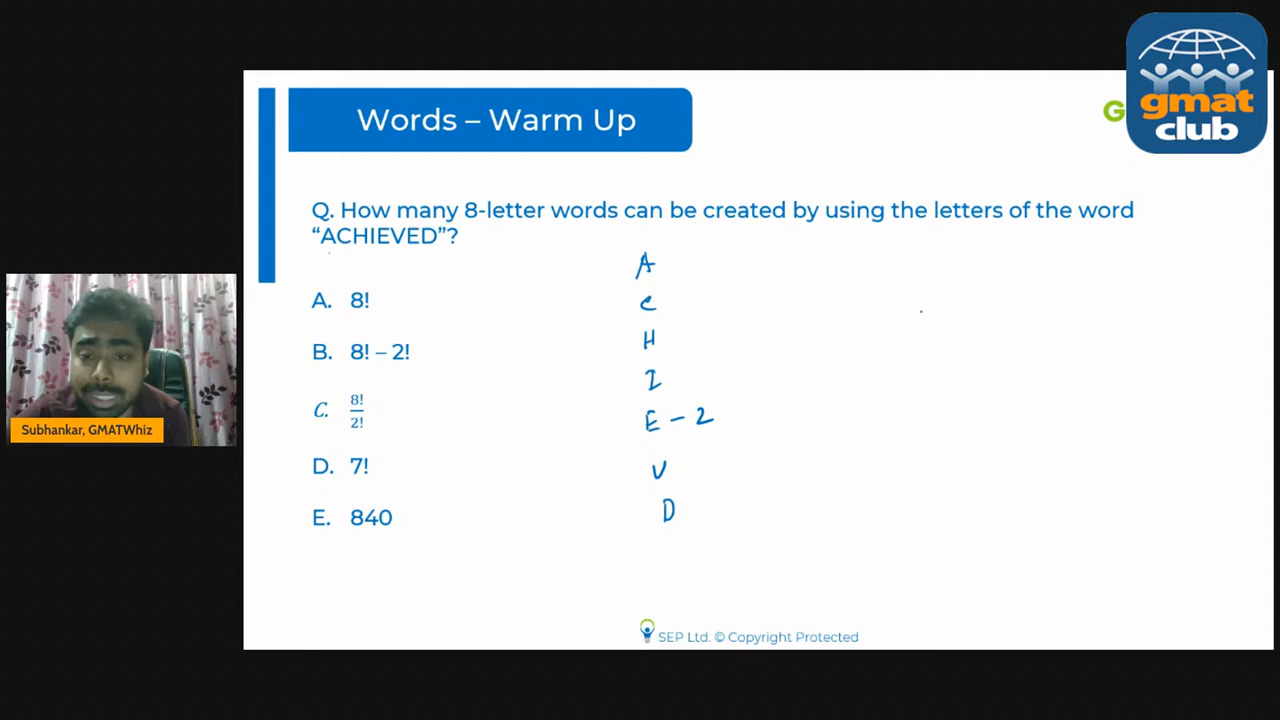 Words – Warm Up
G
gmat
club
Q. How many 8-letter words can be created by using the letters of the word
“ACHIEVED”?
A
A. 8!
C
H
B. 8! – 2!
I
C. 8!/2!
E – 2
Subhankar, GMATWhiz
D. 7!
V
D
E. 840
SEP Ltd. © Copyright Protected